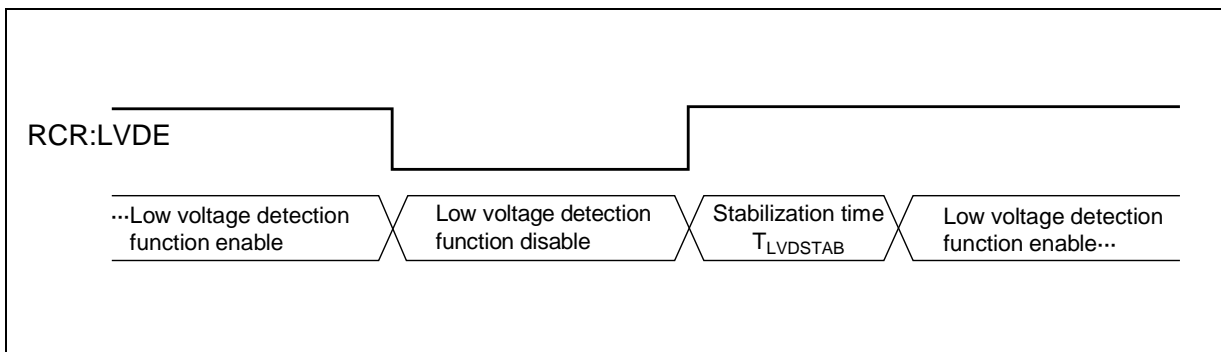 RCR:LVDE
···Low voltage detection
function enable
Low voltage detection
function disable
Stabilization time
TLVDSTAB
Low voltage detection
function enable···